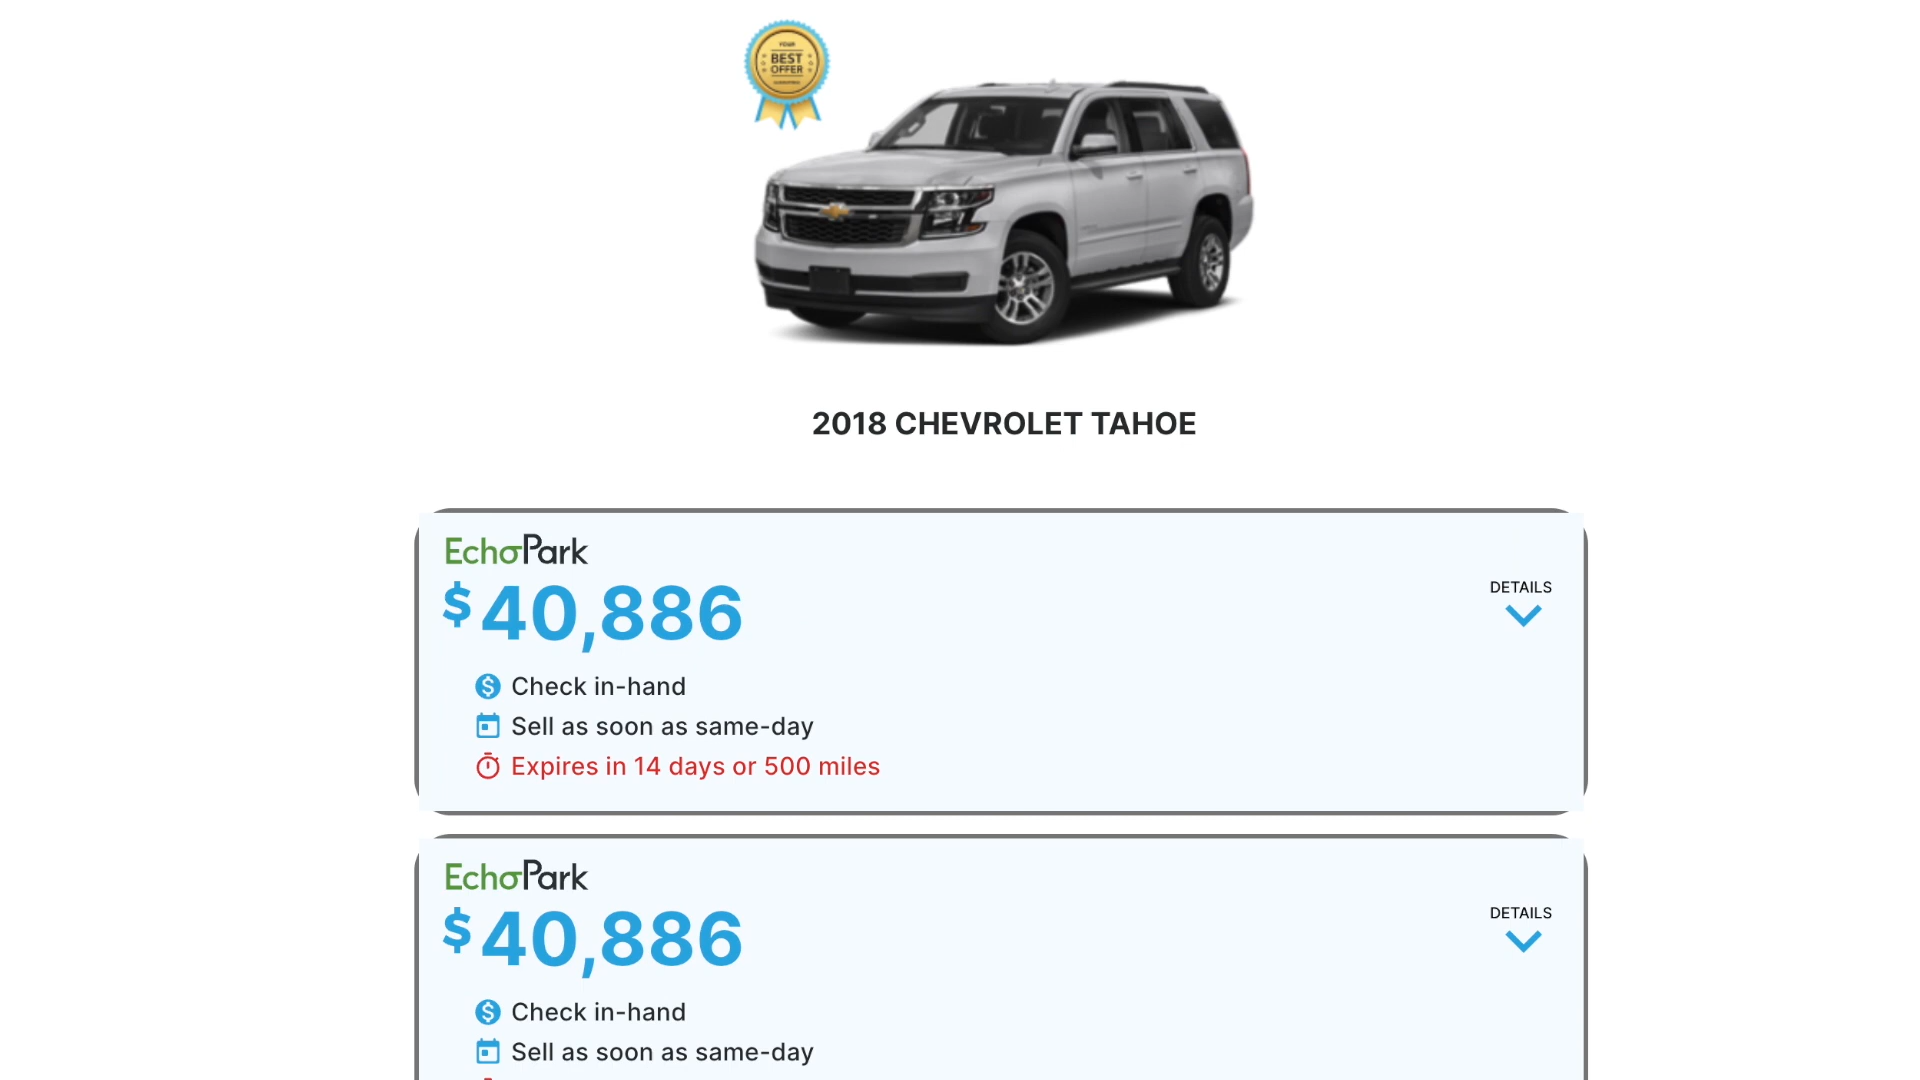 YOUR
BEST
OFFER
2018 CHEVROLET TAHOE
EchoPark
$40,886
DETAILS
Check in-hand
Sell as soon as same-day
Expires in 14 days or 500 miles
EchoPark
$40,886
DETAILS
Check in-hand
Sell as soon as same-day